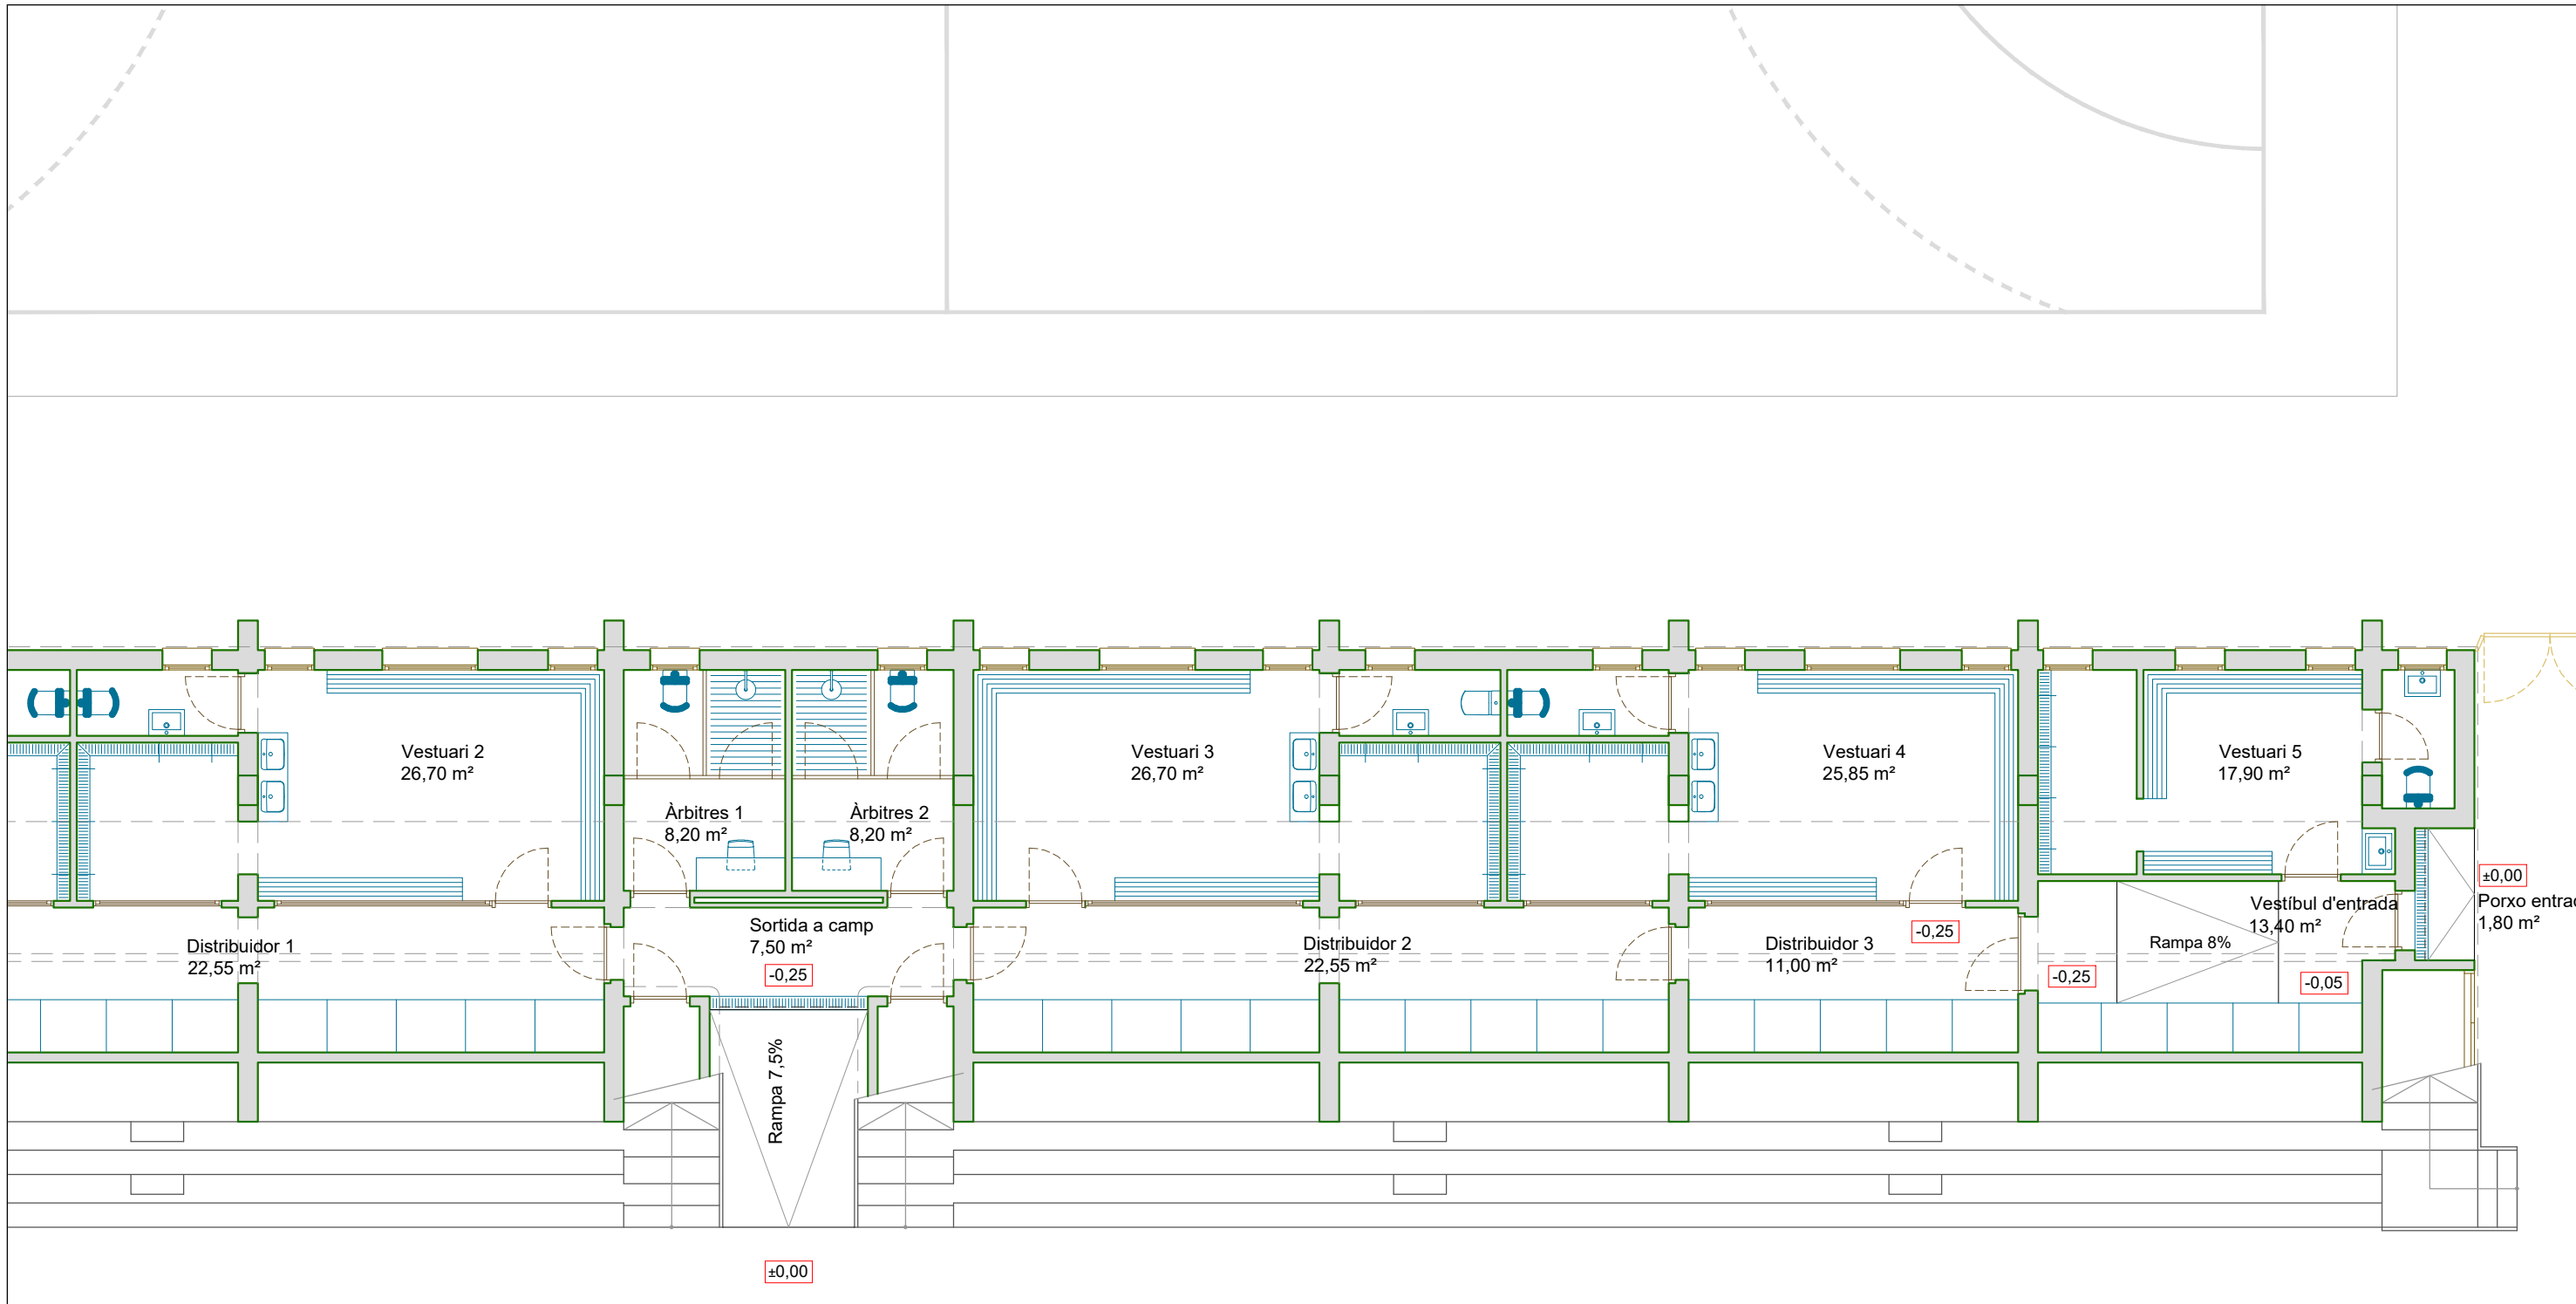 Vestuari 2
26,70 m²
Vestuari 3
26,70 m²
Vestuari 4
25,85 m²
Vestuari 5
17,90 m²
Àrbitres 1
8,20 m²
Àrbitres 2
8,20 m²
±0,00
Porxo entrad
1,80 m²
Vestíbul d'entrada
13,40 m²
Sortida a camp
7,50 m²
-0,25
Distribuidor 1
22,55 m²
Distribuidor 2
22,55 m²
Distribuidor 3
11,00 m²
-0,25
Rampa 8%
-0,25
-0,05
Rampa 7,5%
±0,00